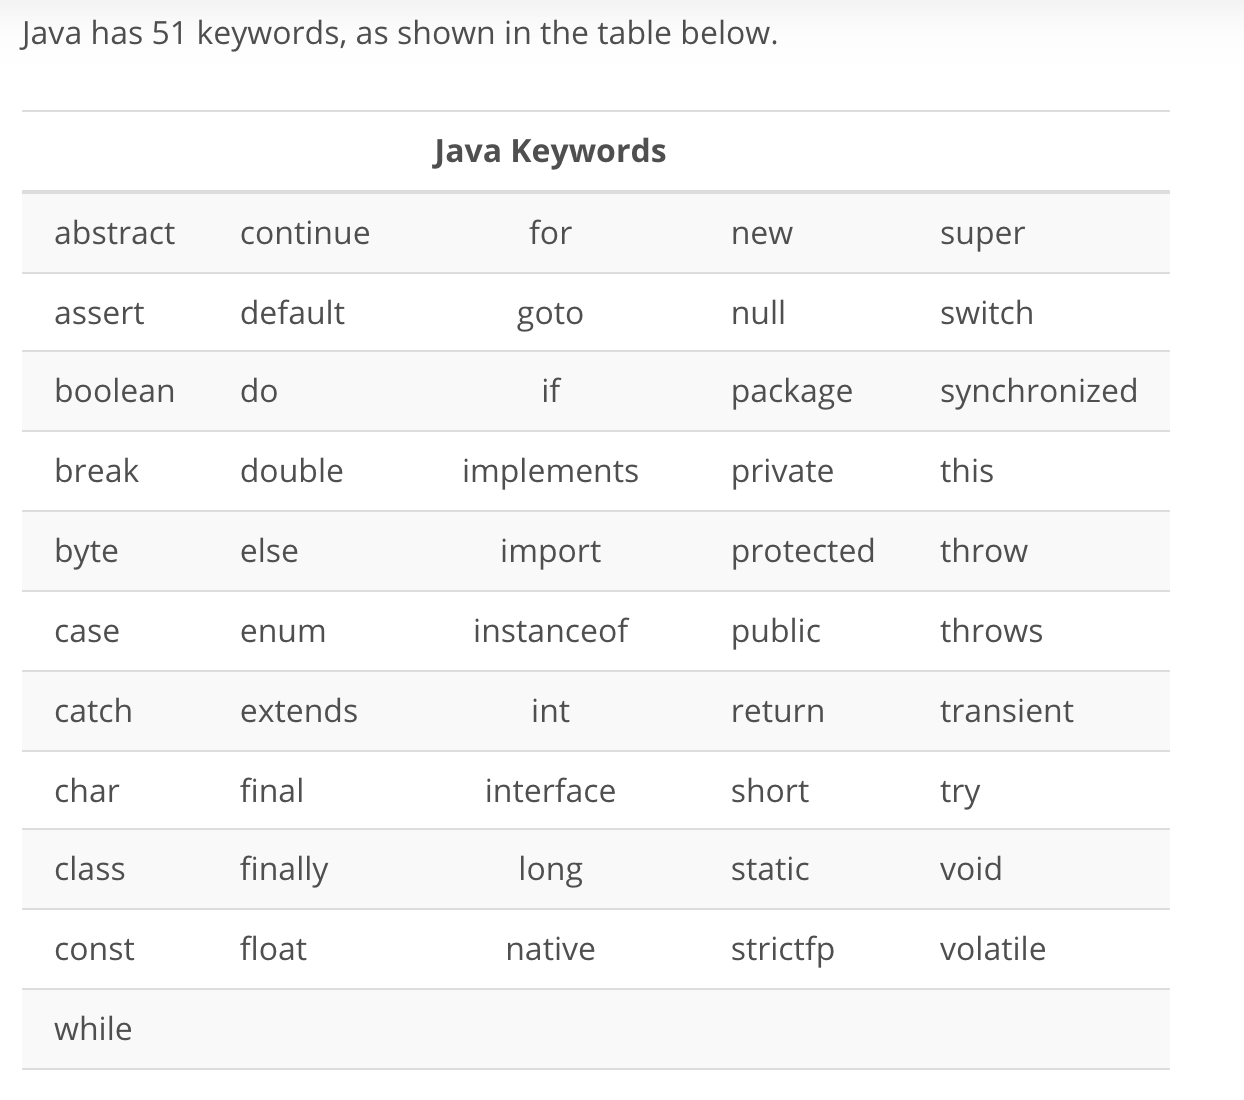 Java has 51 keywords, as shown in the table below.
Java Keywords
abstract continue for new super
assert default goto null switch
boolean do if package synchronized
break double implements private this
byte else import protected throw
case enum instanceof public throws
catch extends int return transient
char final interface short try
class finally long static void
const float native strictfp volatile
while